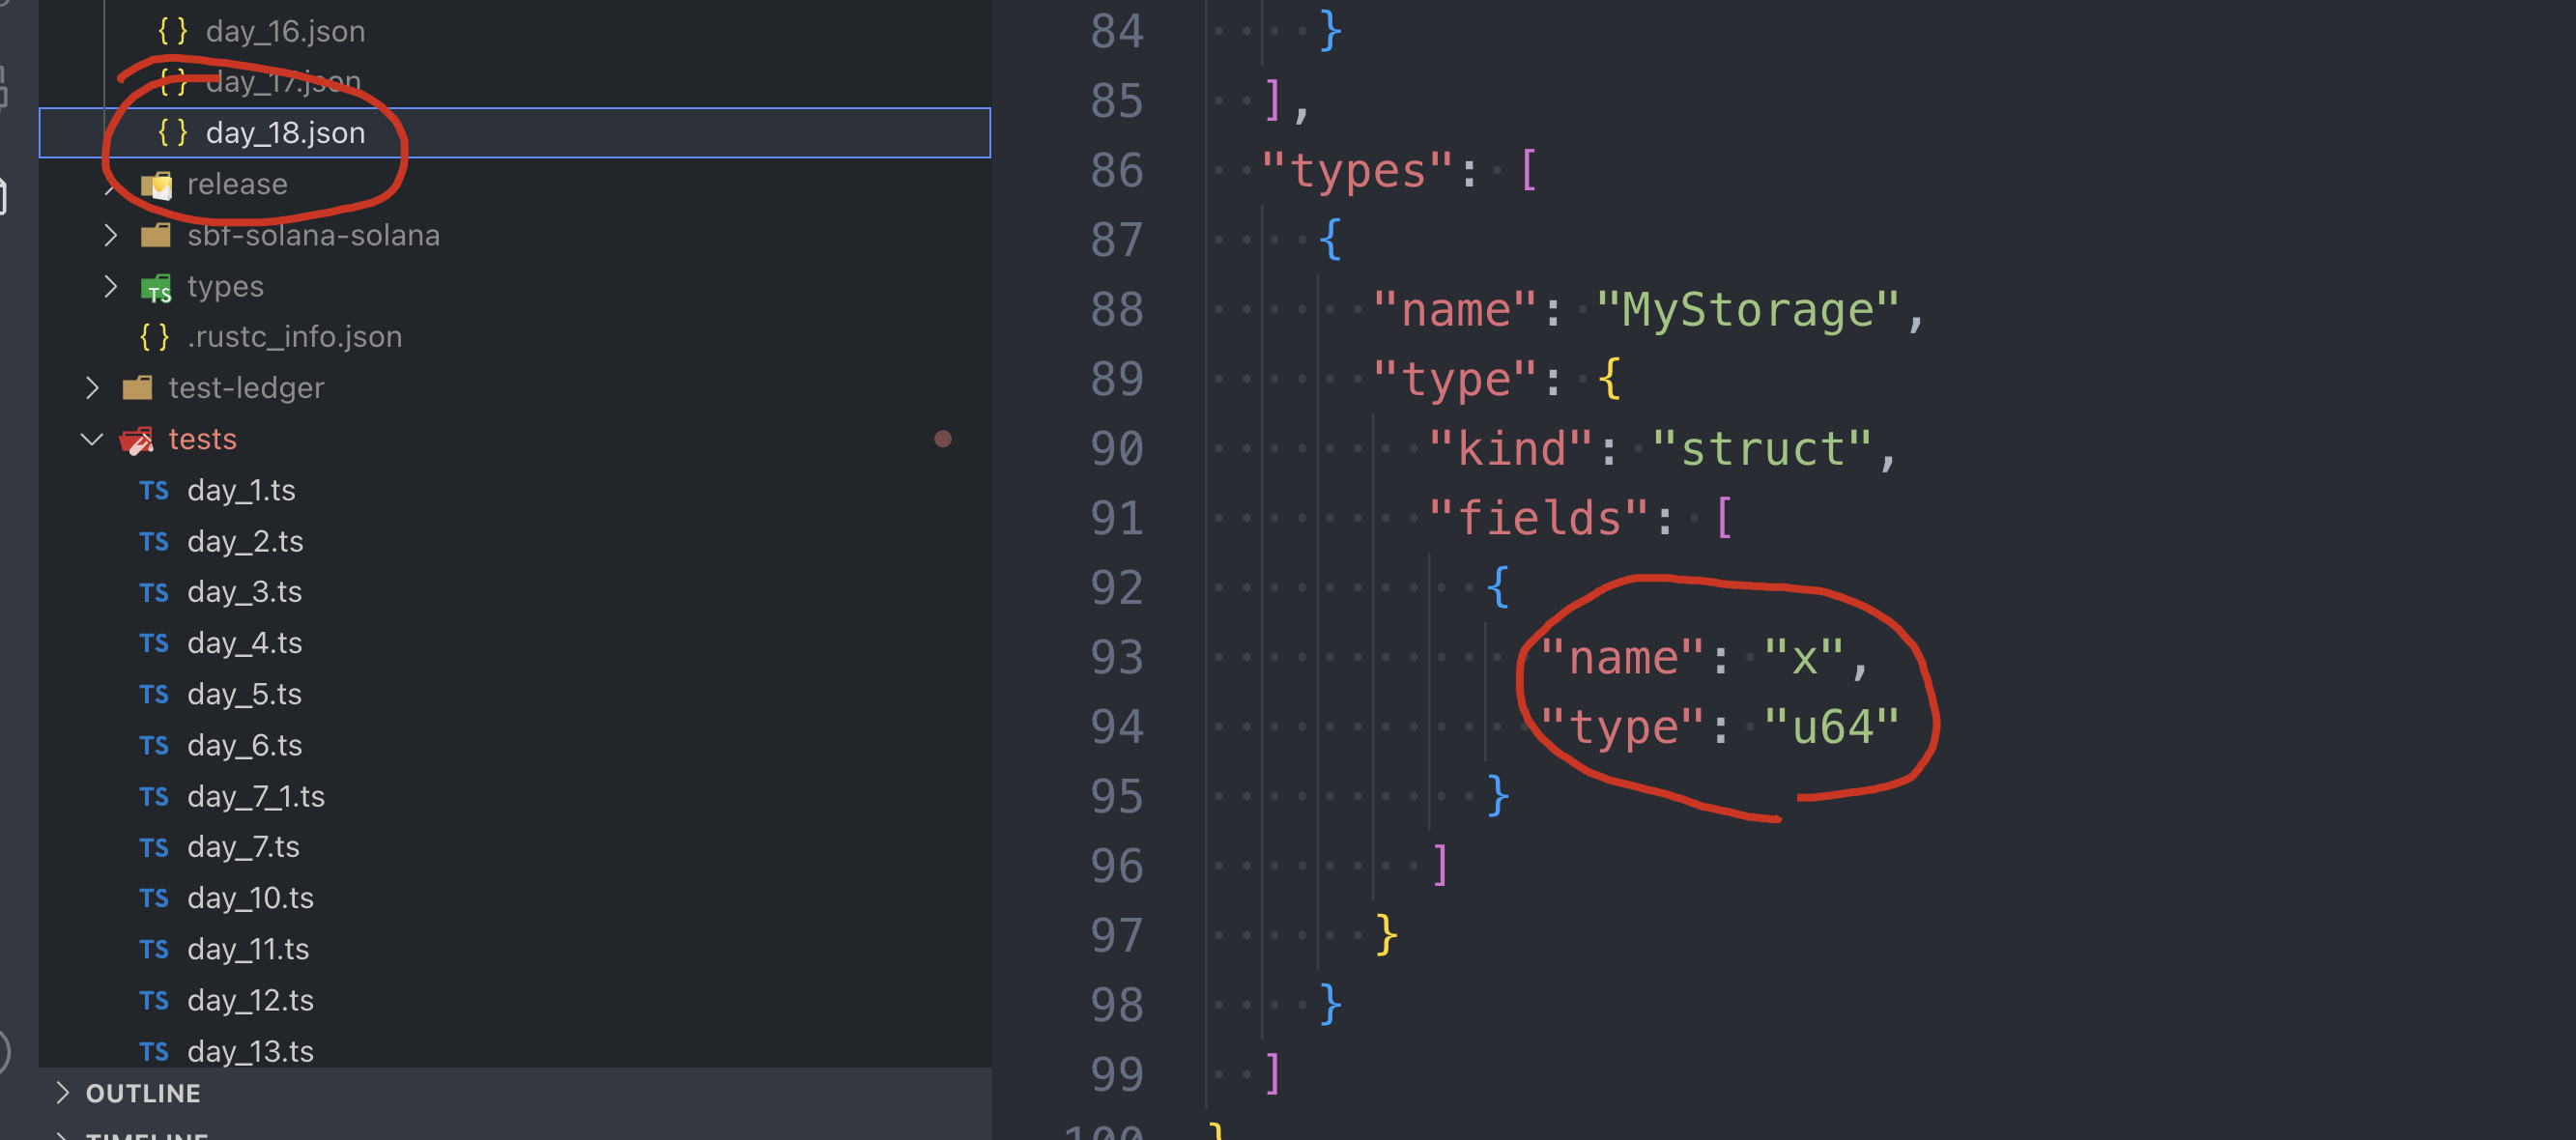 day_16.json
day_17.json
day_18.json
release
sbf-solana-solana
types
.rustc_info.json
test-ledger
tests
TS day_1.ts
TS day_2.ts
TS day_3.ts
TS day_4.ts
TS day_5.ts
TS day_6.ts
TS day_7_1.ts
TS day_7.ts
TS day_10.ts
TS day_11.ts
TS day_12.ts
TS day_13.ts
OUTLINE
TIMELINE
84 }
85 ],
86 "types": [
87 {
88 "name": "MyStorage",
89 "type": {
90 "kind": "struct",
91 "fields": [
92 {
93 "name": "x",
94 "type": "u64"
95 }
96 ]
97 }
98 }
99 ]
100 }